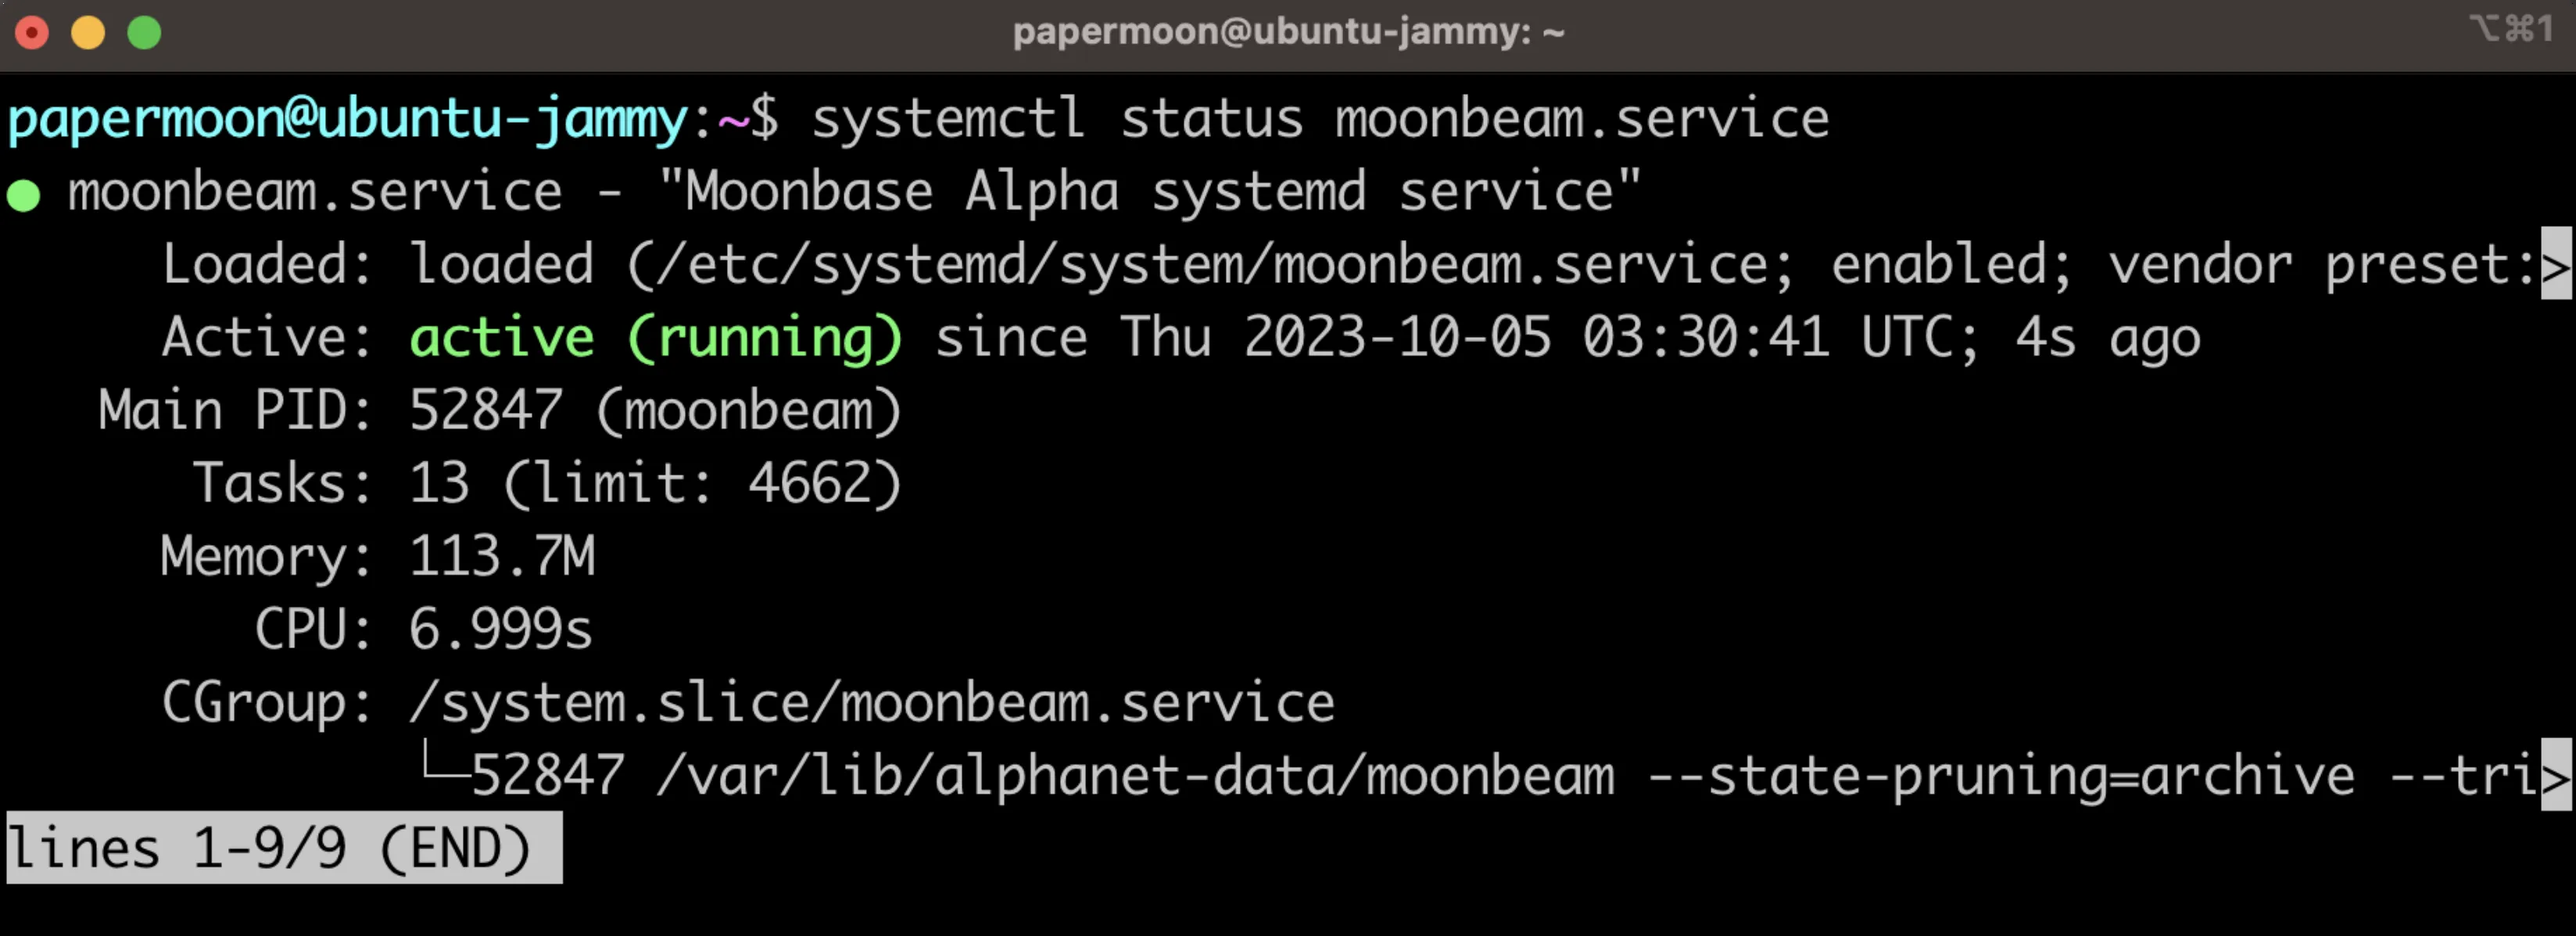 papermoon@ubuntu-jammy: ~
⌥⌘1
papermoon@ubuntu-jammy:~$ systemctl status moonbeam.service
● moonbeam.service - "Moonbase Alpha systemd service"
Loaded: loaded (/etc/systemd/system/moonbeam.service; enabled; vendor preset:>
Active: active (running) since Thu 2023-10-05 03:30:41 UTC; 4s ago
Main PID: 52847 (moonbeam)
Tasks: 13 (limit: 4662)
Memory: 113.7M
CPU: 6.999s
CGroup: /system.slice/moonbeam.service
└─52847 /var/lib/alphanet-data/moonbeam --state-pruning=archive --tri>
lines 1-9/9 (END)